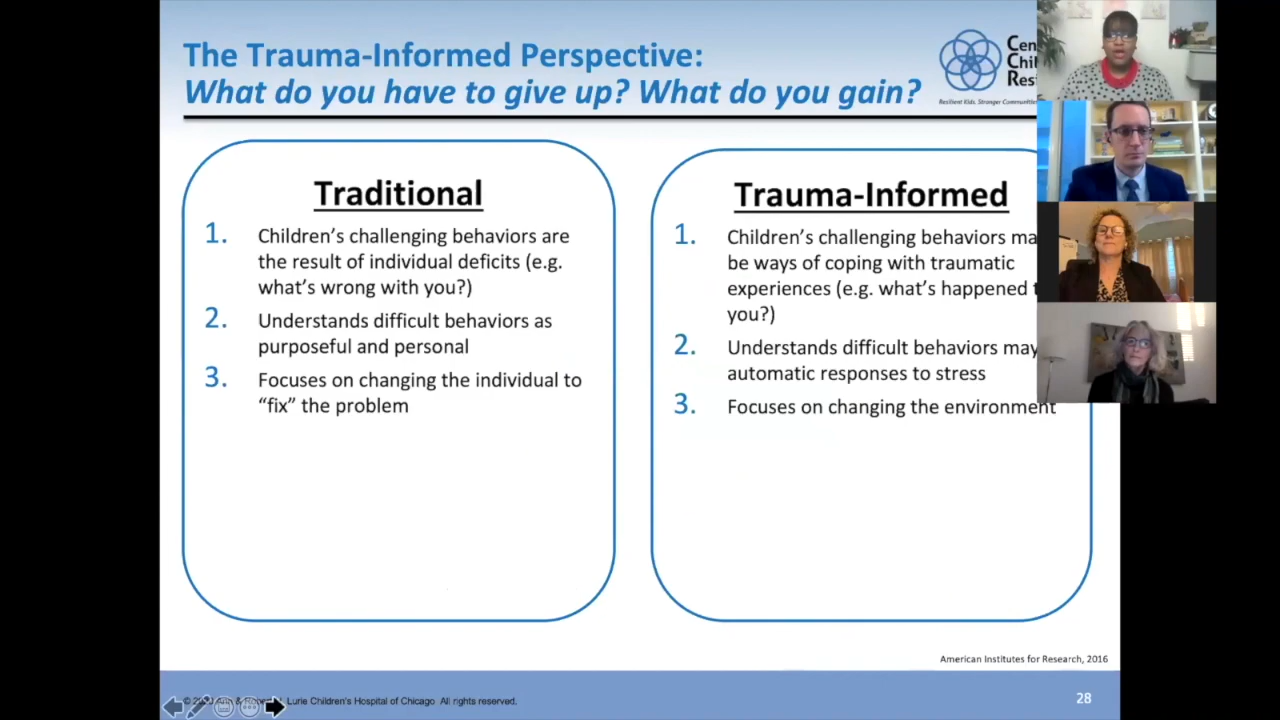 The Trauma-Informed Perspective:
What do you have to give up? What do you gain?
Resilient Kids, Stronger Communities
Traditional
1. Children's challenging behaviors are
the result of individual deficits (e.g.
what's wrong with you?)
2. Understands difficult behaviors as
purposeful and personal
3. Focuses on changing the individual to
“fix” the problem
Trauma-Informed
1. Children's challenging behaviors
be ways of coping with traumatic
experiences (e.g. what's happened
you?)
2. Understands difficult behaviors may
automatic responses to stress
3. Focuses on changing the environment
American Institutes for Research, 2016
Lurie Children's Hospital of Chicago All rights reserved.
28